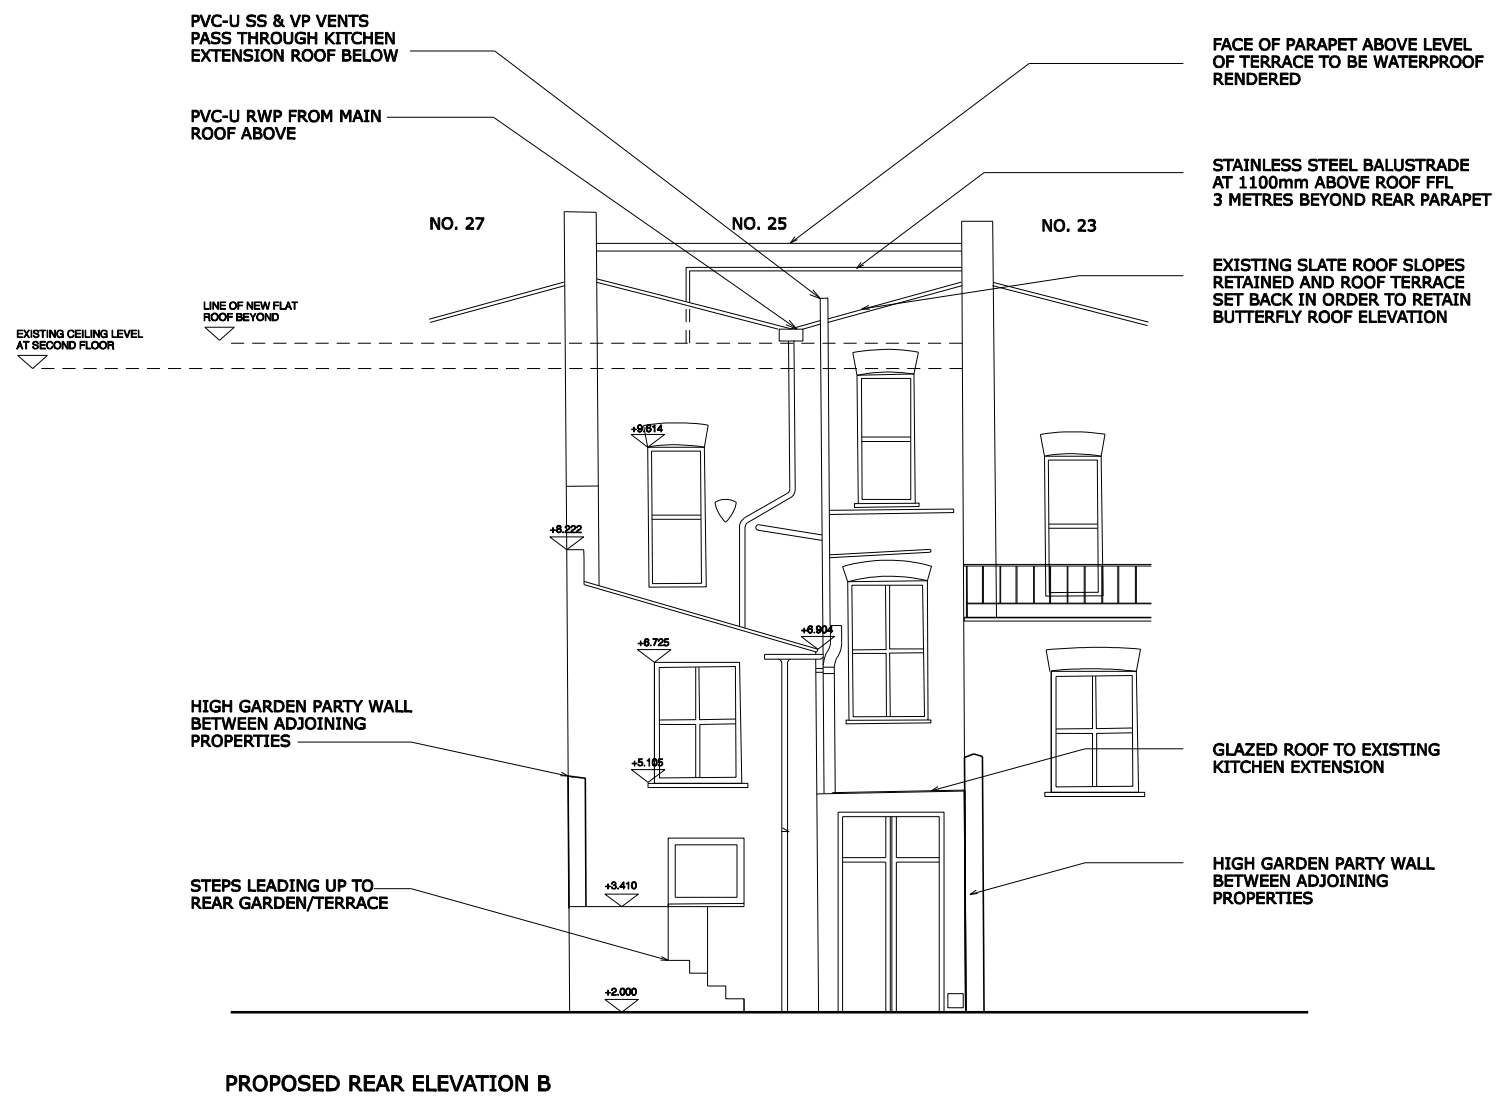 PVC-U SS & VP VENTS
PASS THROUGH KITCHEN
EXTENSION ROOF BELOW
PVC-U RWP FROM MAIN
ROOF ABOVE
FACE OF PARAPET ABOVE LEVEL
OF TERRACE TO BE WATERPROOF
RENDERED
STAINLESS STEEL BALUSTRADE
AT 1100mm ABOVE ROOF FFL
3 METRES BEYOND REAR PARAPET
NO. 27
NO. 25
NO. 23
EXISTING SLATE ROOF SLOPES
RETAINED AND ROOF TERRACE
SET BACK IN ORDER TO RETAIN
BUTTERFLY ROOF ELEVATION
LINE OF NEW FLAT
ROOF BEYOND
EXISTING CEILING LEVEL
AT SECOND FLOOR
+9.614
+8.222
+6.904
+6.725
+5.105
HIGH GARDEN PARTY WALL
BETWEEN ADJOINING
PROPERTIES
GLAZED ROOF TO EXISTING
KITCHEN EXTENSION
HIGH GARDEN PARTY WALL
BETWEEN ADJOINING
PROPERTIES
STEPS LEADING UP TO
REAR GARDEN/TERRACE
+3.410
+2.000
PROPOSED REAR ELEVATION B